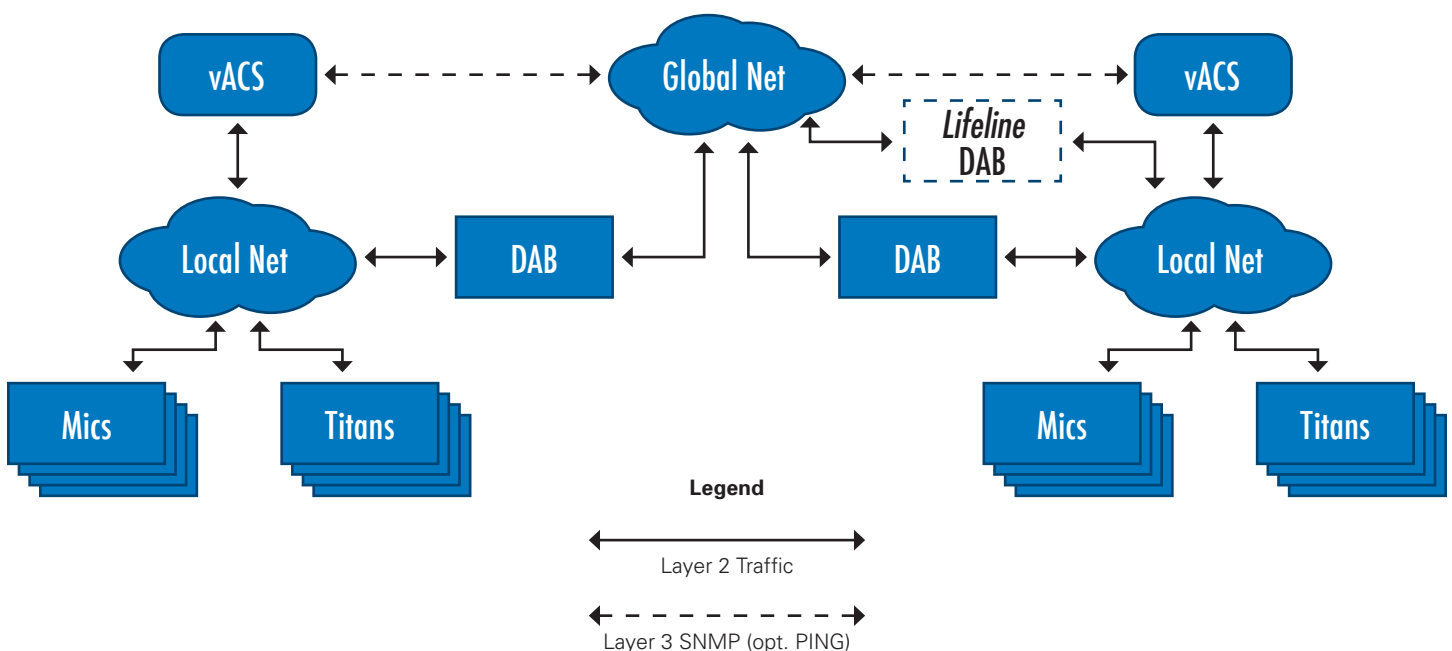 vACS
Global Net
vACS
Lifeline
DAB
Local Net
DAB
DAB
Local Net
Mics
Titans
Mics
Titans
Legend
Layer 2 Traffic
Layer 3 SNMP (opt. PING)